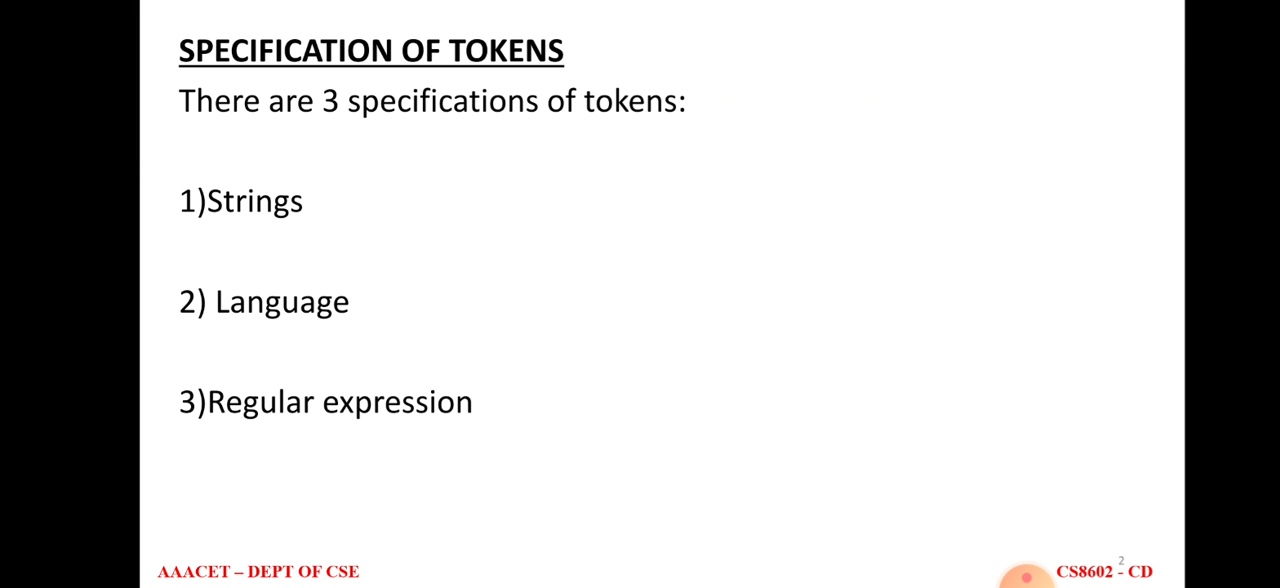 SPECIFICATION OF TOKENS
There are 3 specifications of tokens:
1)Strings
2) Language
3)Regular expression
2
AAACET – DEPT OF CSE
CS8602 - CD